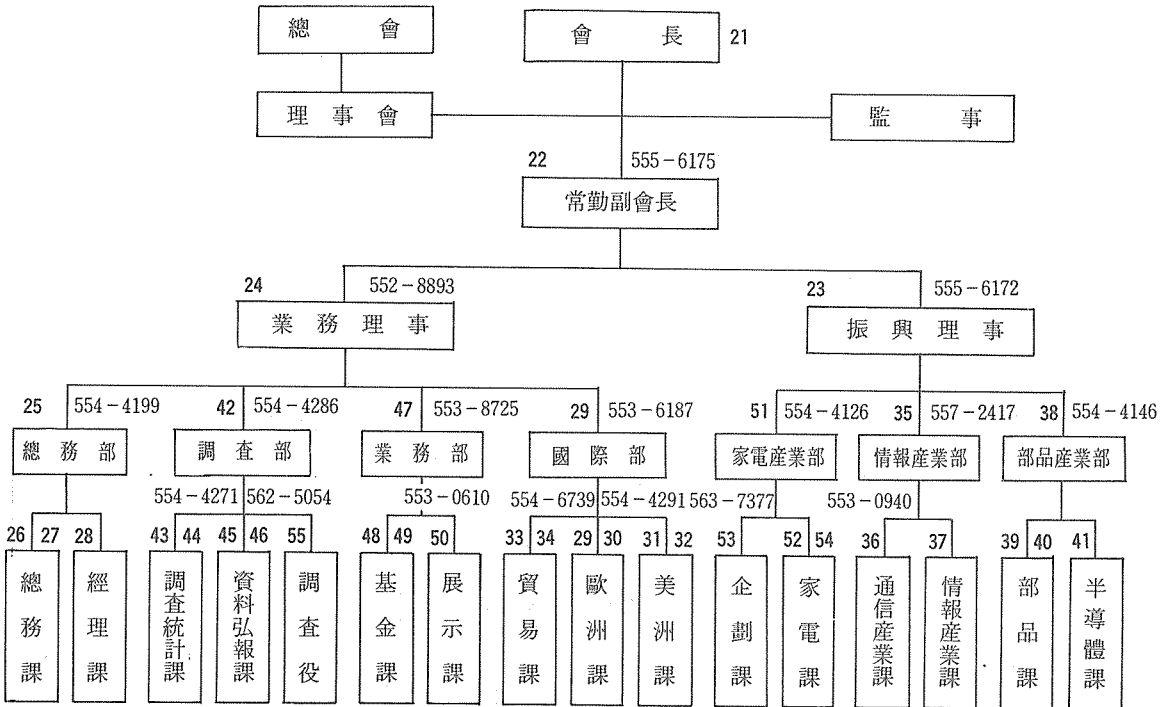 總會
會長 21
理事會
監事
22 555-6175
常勤副會長
24 552-8893
業務理事
23 555-6172
振興理事
25 554-4199
總務部
42 554-4286
調查部
47 553-8725
業務部
29 553-6187
國際部
51 554-4126
家電産業部
35 557-2417
情報産業部
38 554-4146
部品産業部
554-4271 562-5054
553-0610
554-6739 554-4291
563-7377
553-0940
26 27
總務課
28
經理課
43 44
調査統計課
45 46
資料弘報課
55
調査役
48 49
基金課
50
展示課
33 34
貿易課
29 30
歐洲課
31 32
美洲課
53
企劃課
52 54
家電課
36
通信産業課
37
情報産業課
39 40
部品課
41
半導體課